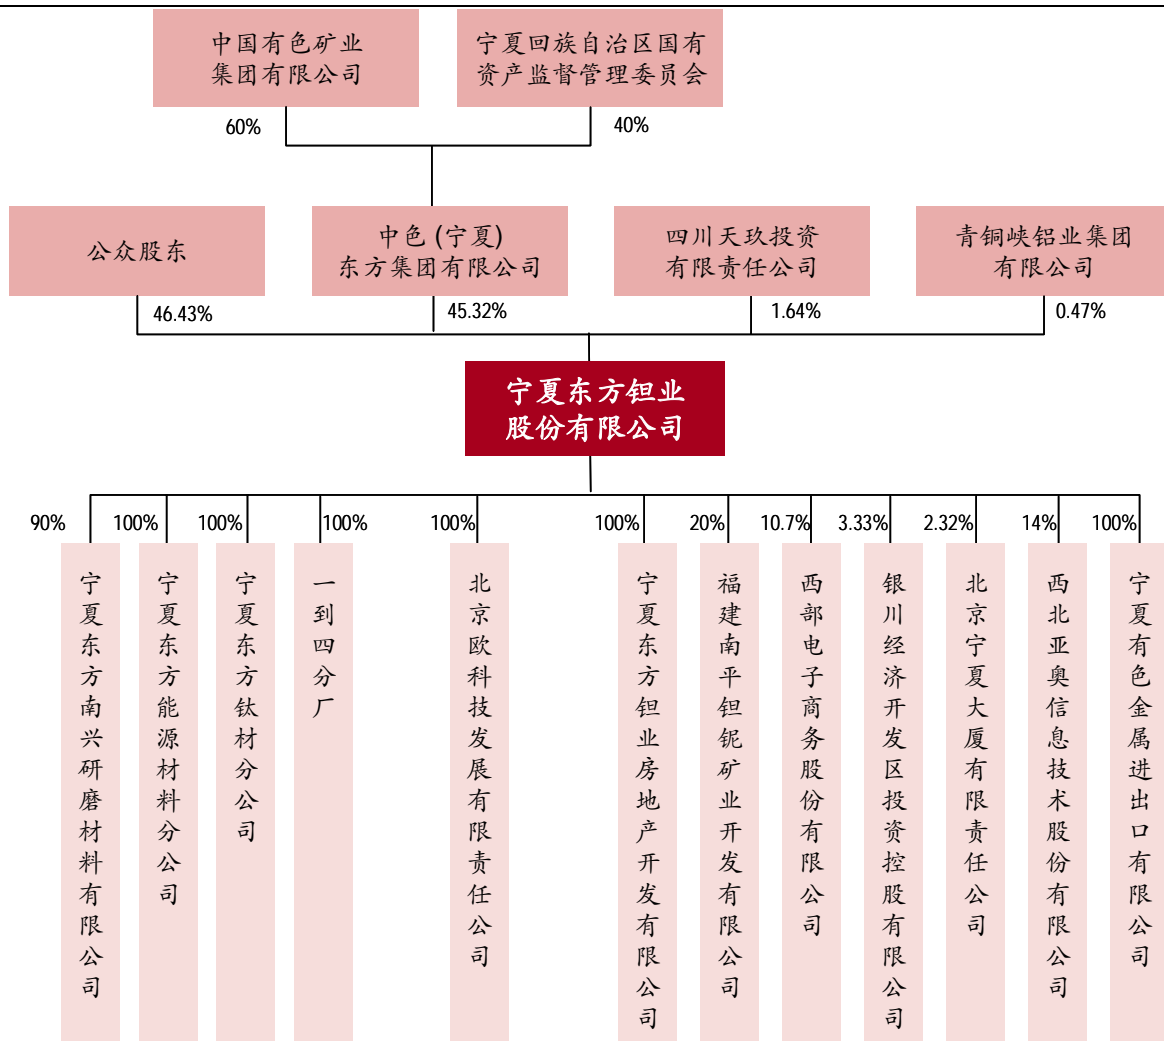 中国有色矿业
集团有限公司
宁夏回族自治区国有
资产监督管理委员会
60%
40%
公众股东
中色 (宁夏)
东方集团有限公司
四川天玖投资
有限责任公司
青铜峡铝业集团
有限公司
46.43%
45.32%
1.64%
0.47%
宁夏东方钽业
股份有限公司
90%
100%
100%
100%
100%
100%
20%
10.7%
3.33%
2.32%
14%
100%
宁夏东方南兴研磨材料有限公司
宁夏东方能源材料分公司
宁夏东方钛材分公司
一到四分厂
北京欧科技发展有限责任公司
宁夏东方钽业房地产开发有限公司
福建南平钽铌矿业开发有限公司
西部电子商务股份有限公司
银川经济开发区投资控股有限公司
北京宁夏大厦有限责任公司
西北亚奥信息技术股份有限公司
宁夏有色金属进出口有限公司